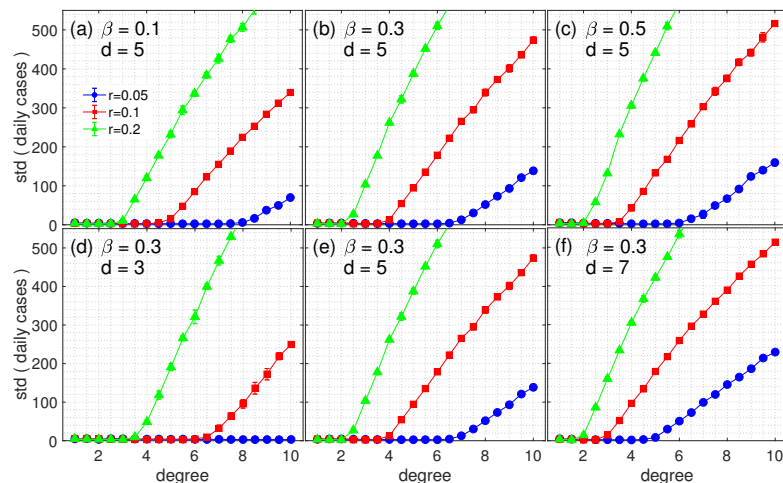 (a) β = 0.1
d = 5
r=0.05
r=0.1
r=0.2
(b) β = 0.3
d = 5
(c) β = 0.5
d = 5
std ( daily cases )
500
400
300
200
100
0
(d) β = 0.3
d = 3
(e) β = 0.3
d = 5
(f) β = 0.3
d = 7
std ( daily cases )
500
400
300
200
100
0
2 4 6 8 10
2 4 6 8 10
2 4 6 8 10
degree
degree
degree